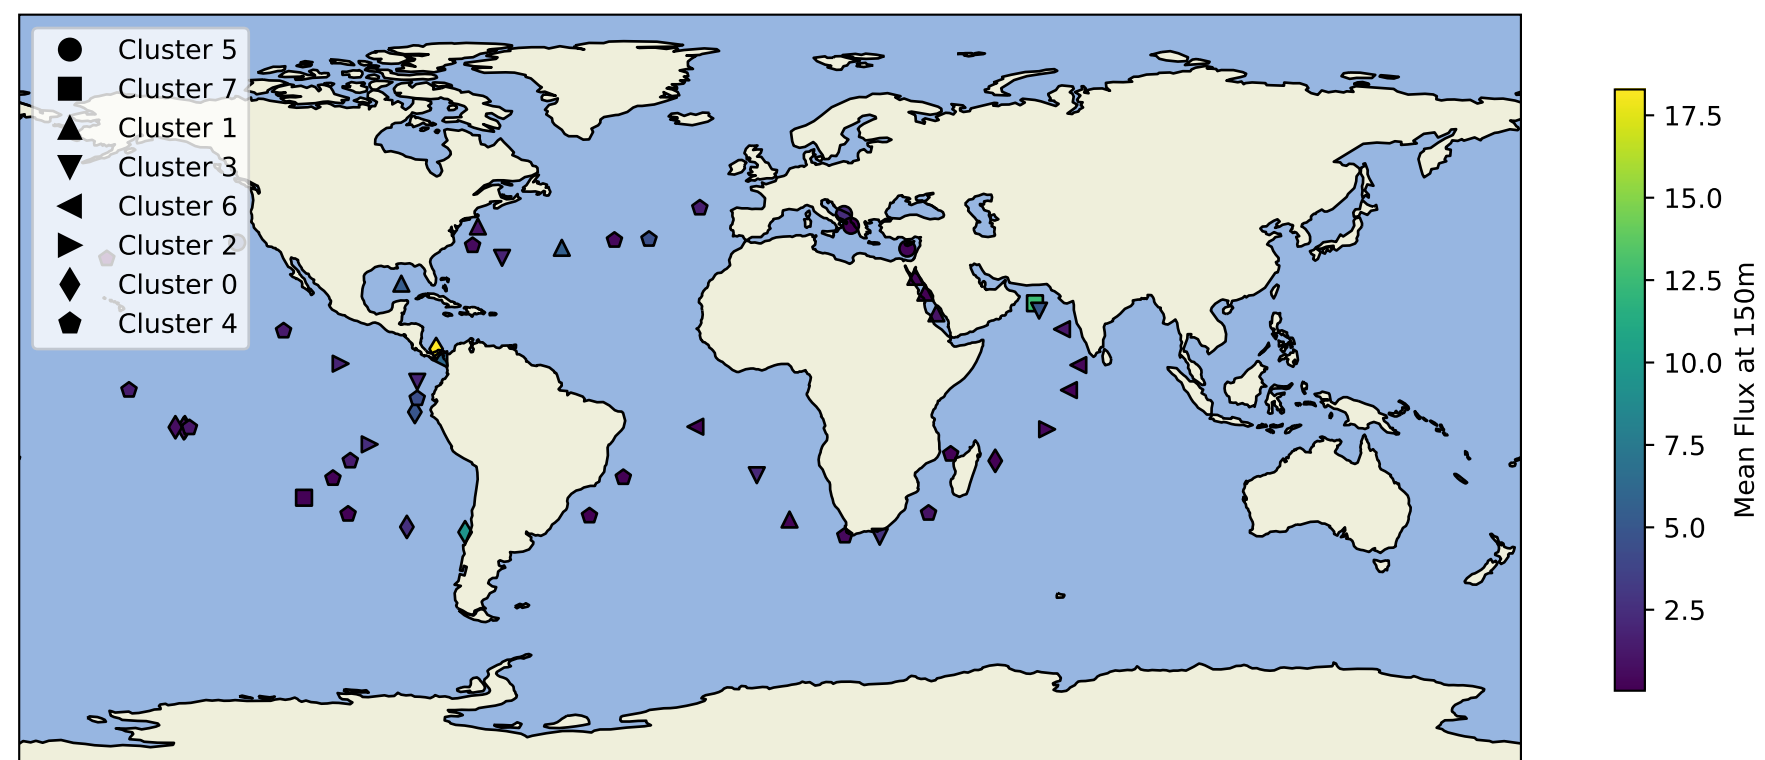 Cluster 5
Cluster 7
Cluster 1
Cluster 3
Cluster 6
Cluster 2
Cluster 0
Cluster 4
17.5
15.0
12.5
10.0
7.5
5.0
2.5
Mean Flux at 150m